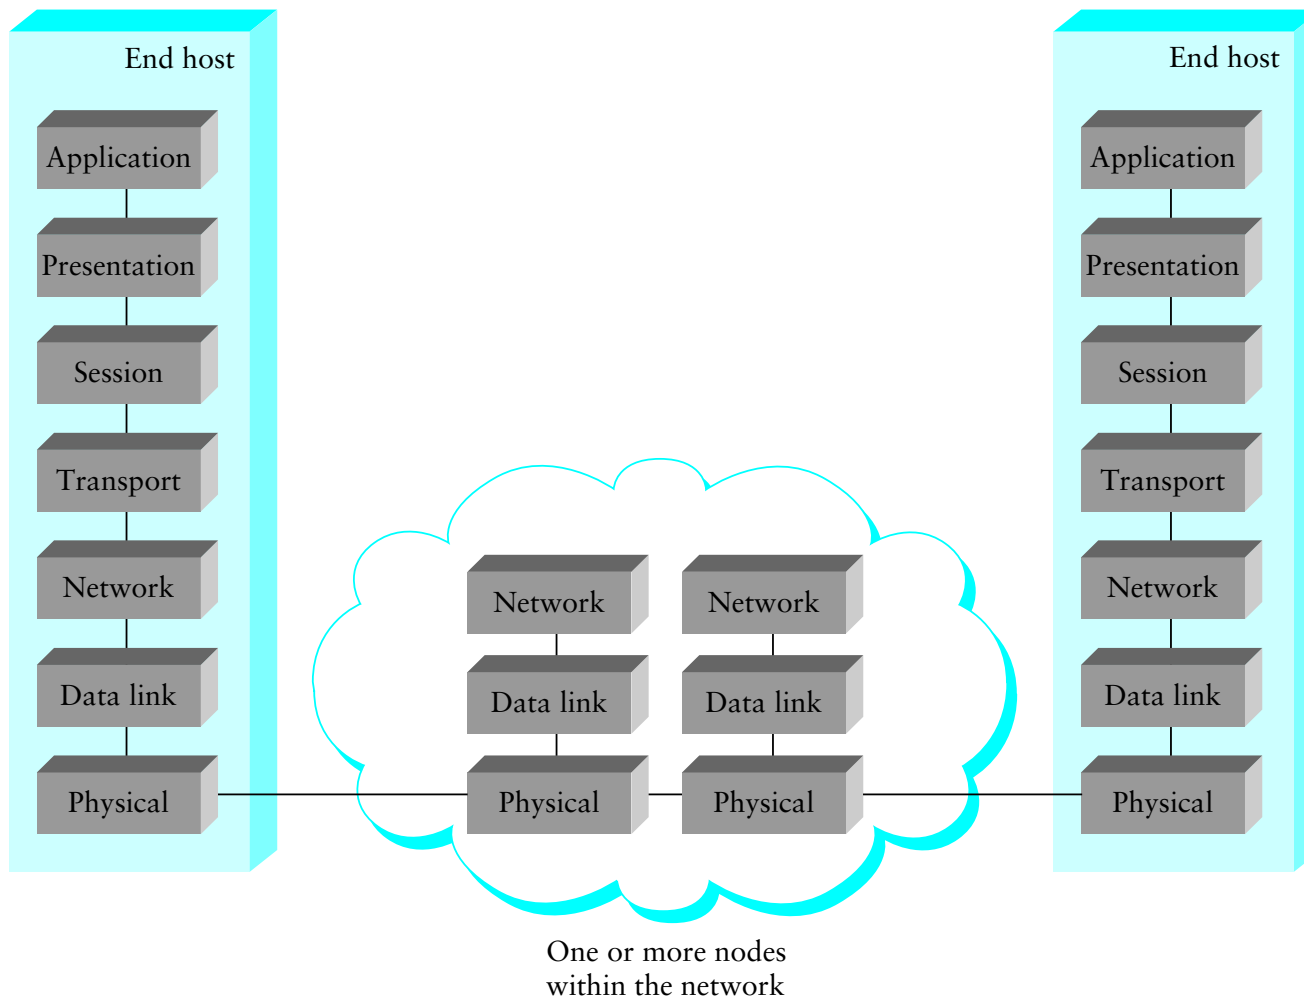 End host
Application
Presentation
Session
Transport
Network
Data link
Physical
Network
Data link
Physical
Network
Data link
Physical
One or more nodes
within the network
End host
Application
Presentation
Session
Transport
Network
Data link
Physical